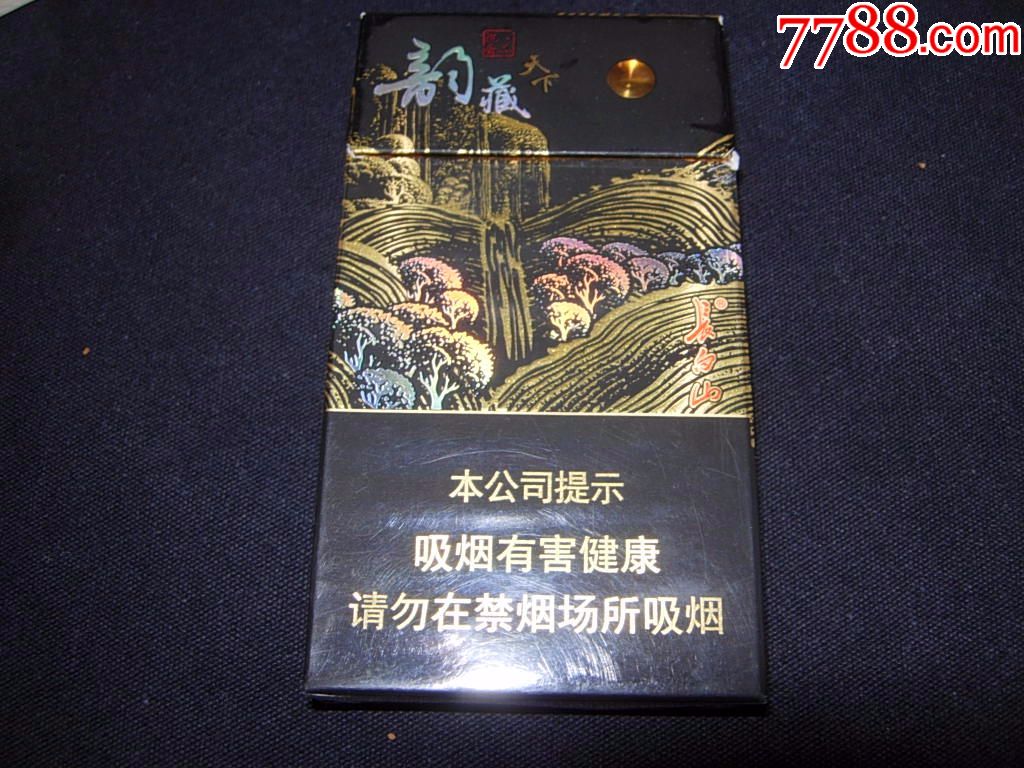 7788.com
韵藏
天下
長白山
本公司提示
吸烟有害健康
请勿在禁烟场所吸烟